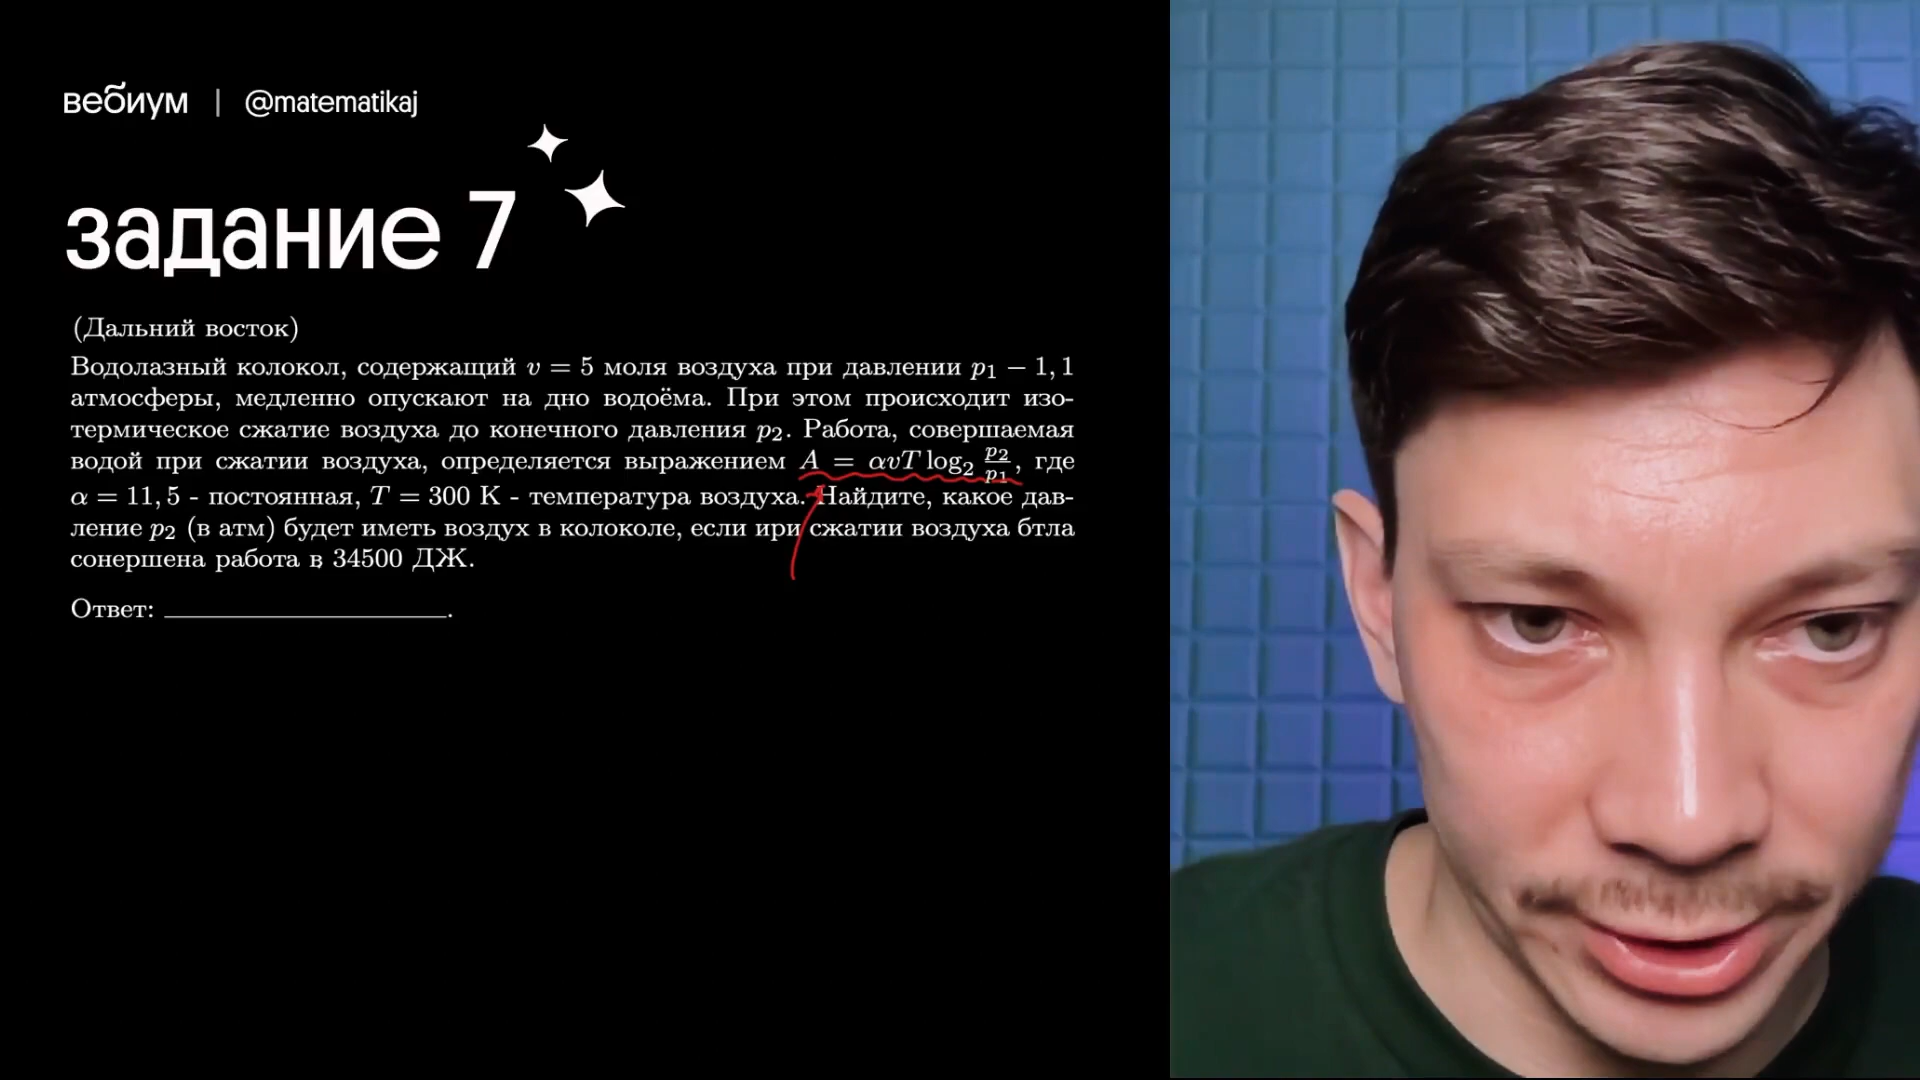 вебиум | @matematikaj
задание 7
(Дальний восток)
Водолазный колокол, содержащий v = 5 моля воздуха при давлении p₁ − 1, 1
атмосферы, медленно опускают на дно водоёма. При этом происходит изо-
термическое сжатие воздуха до конечного давления p₂. Работа, совершаемая
водой при сжатии воздуха, определяется выражением A = αvT log₂ p₂/p₁, где
α = 11, 5 - постоянная, T = 300 K - температура воздуха. Найдите, какое дав-
ление p₂ (в атм) будет иметь воздух в колоколе, если ири сжатии воздуха бтла
сонершена работа в 34500 ДЖ.
Ответ: ____________________.